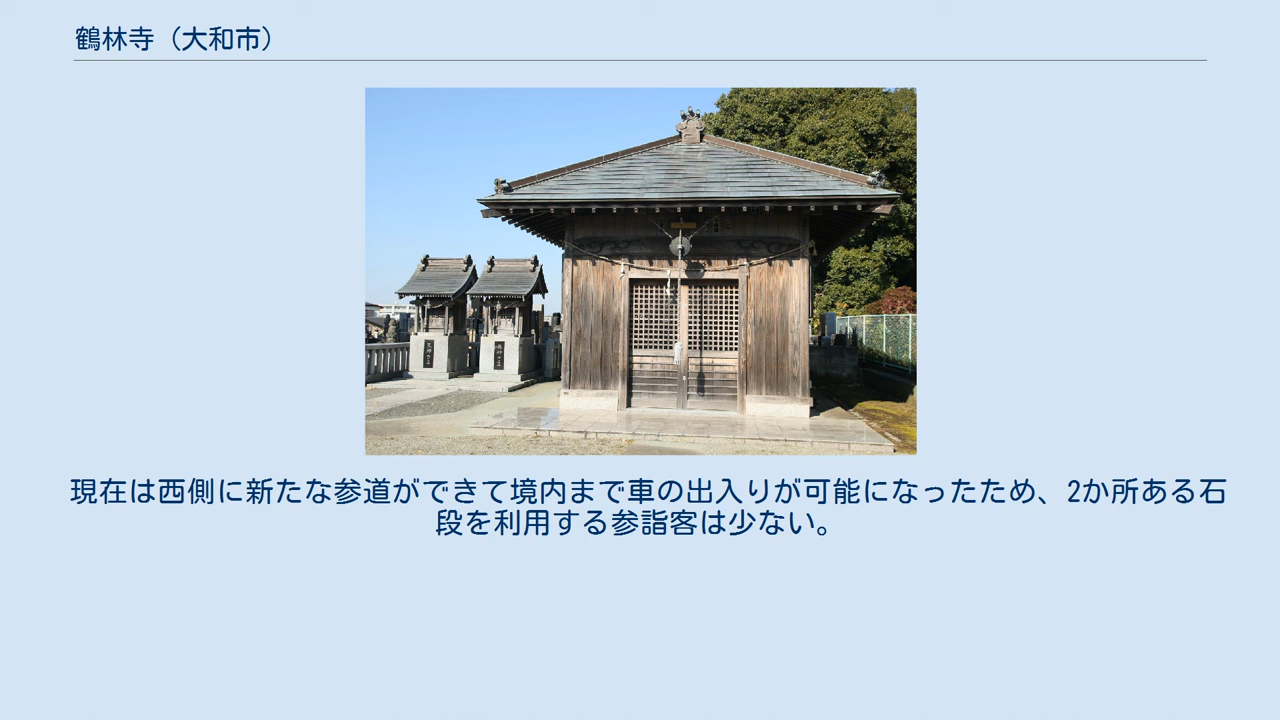 鶴林寺（大和市）
現在は西側に新たな参道ができて境内まで車の出入りが可能になったため、2か所ある石
段を利用する参詣客は少ない。